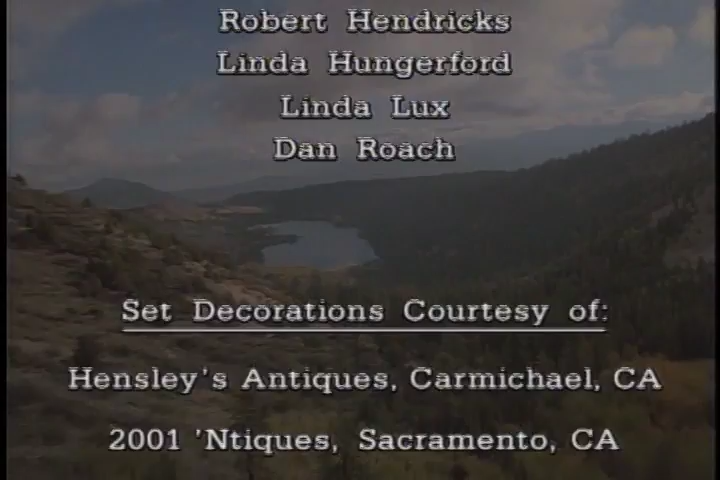 Robert Hendricks
Linda Hungerford
Linda Lux
Dan Roach
Set Decorations Courtesy of:
Hensley's Antiques, Carmichael, CA
2001 'Ntiques, Sacramento, CA